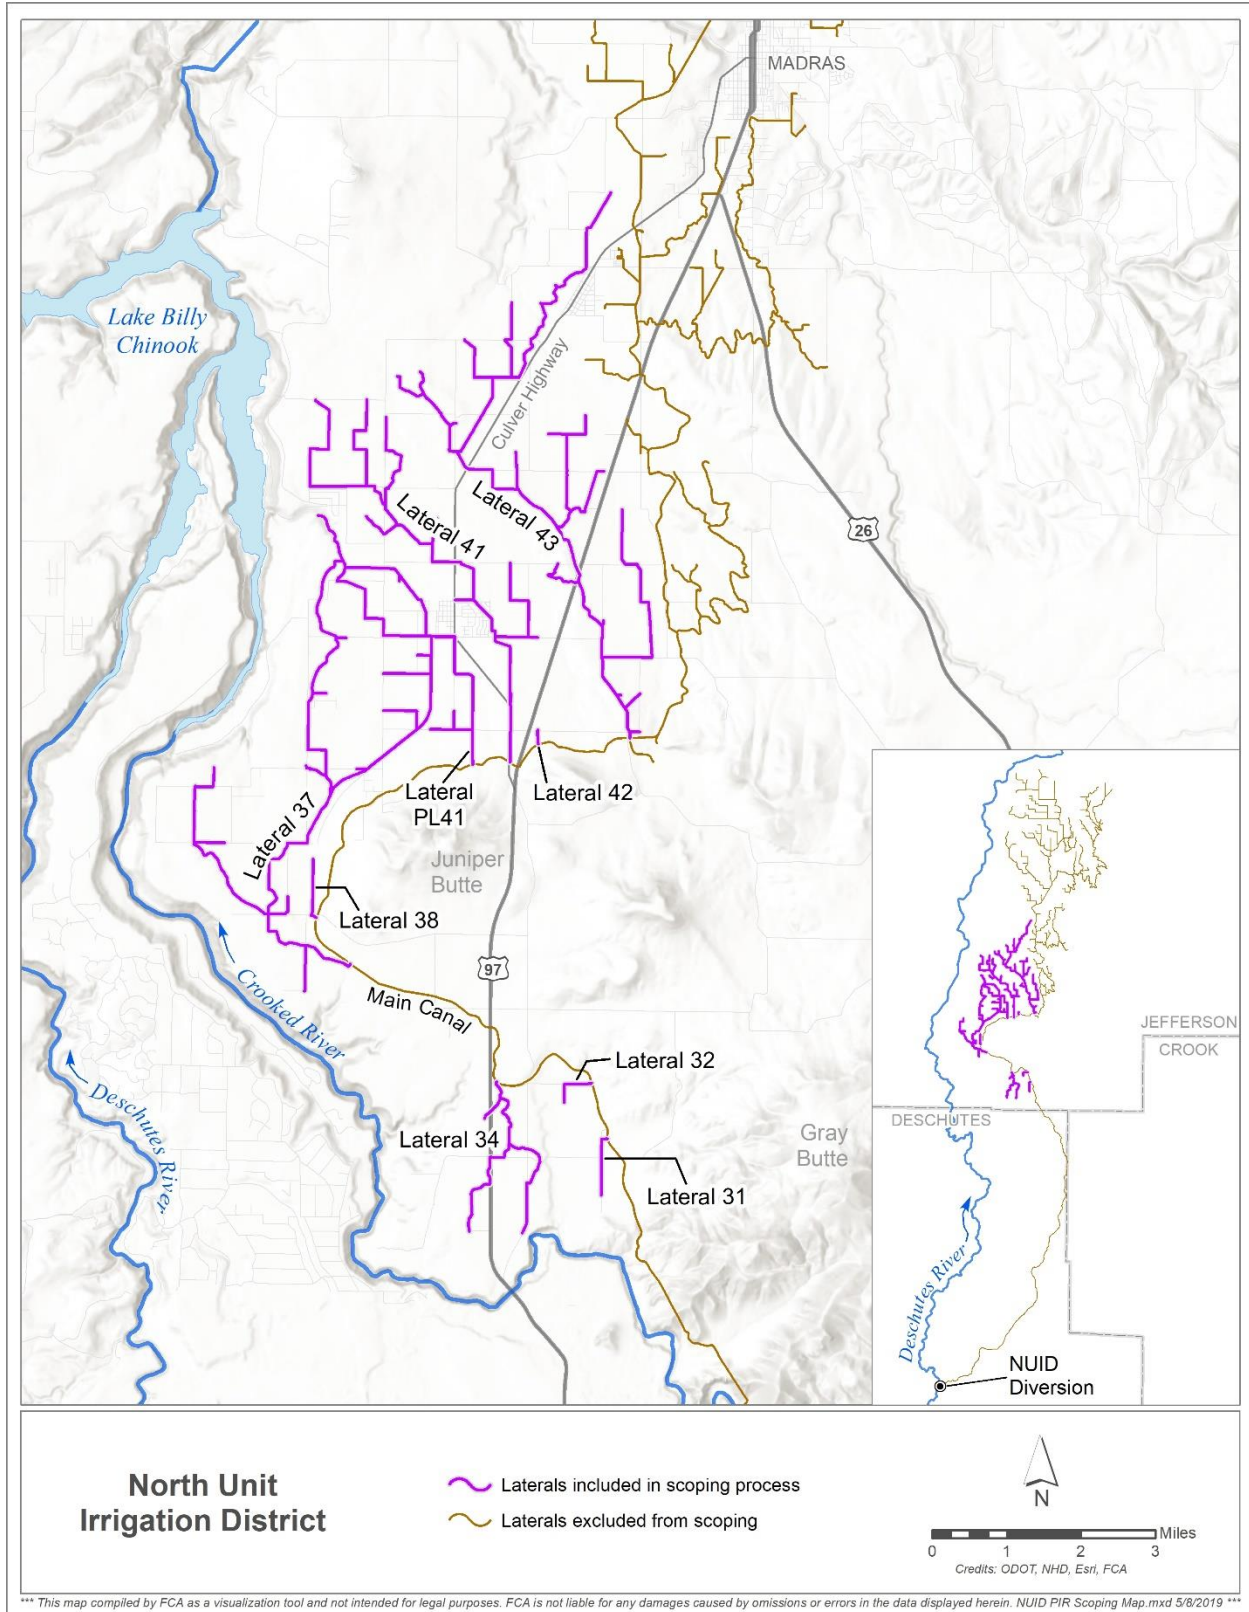 MADRAS
Lake Billy
Chinook
Culver Highway
Lateral 43
Lateral 41
26
Lateral
PL41
Lateral 42
Lateral 37
Juniper
Butte
Lateral 38
97
Main Canal
Crooked River
Deschutes River
Lateral 32
Lateral 34
Gray
Butte
Lateral 31
JEFFERSON
CROOK
DESCHUTES
Deschutes River
NUID
Diversion
North Unit
Irrigation District
Laterals included in scoping process
Laterals excluded from scoping
N
Miles
0 1 2 3
Credits: ODOT, NHD, Esri, FCA
*** This map compiled by FCA as a visualization tool and not intended for legal purposes. FCA is not liable for any damages caused by omissions or errors in the data displayed herein. NUID PIR Scoping Map.mxd 5/8/2019 ***